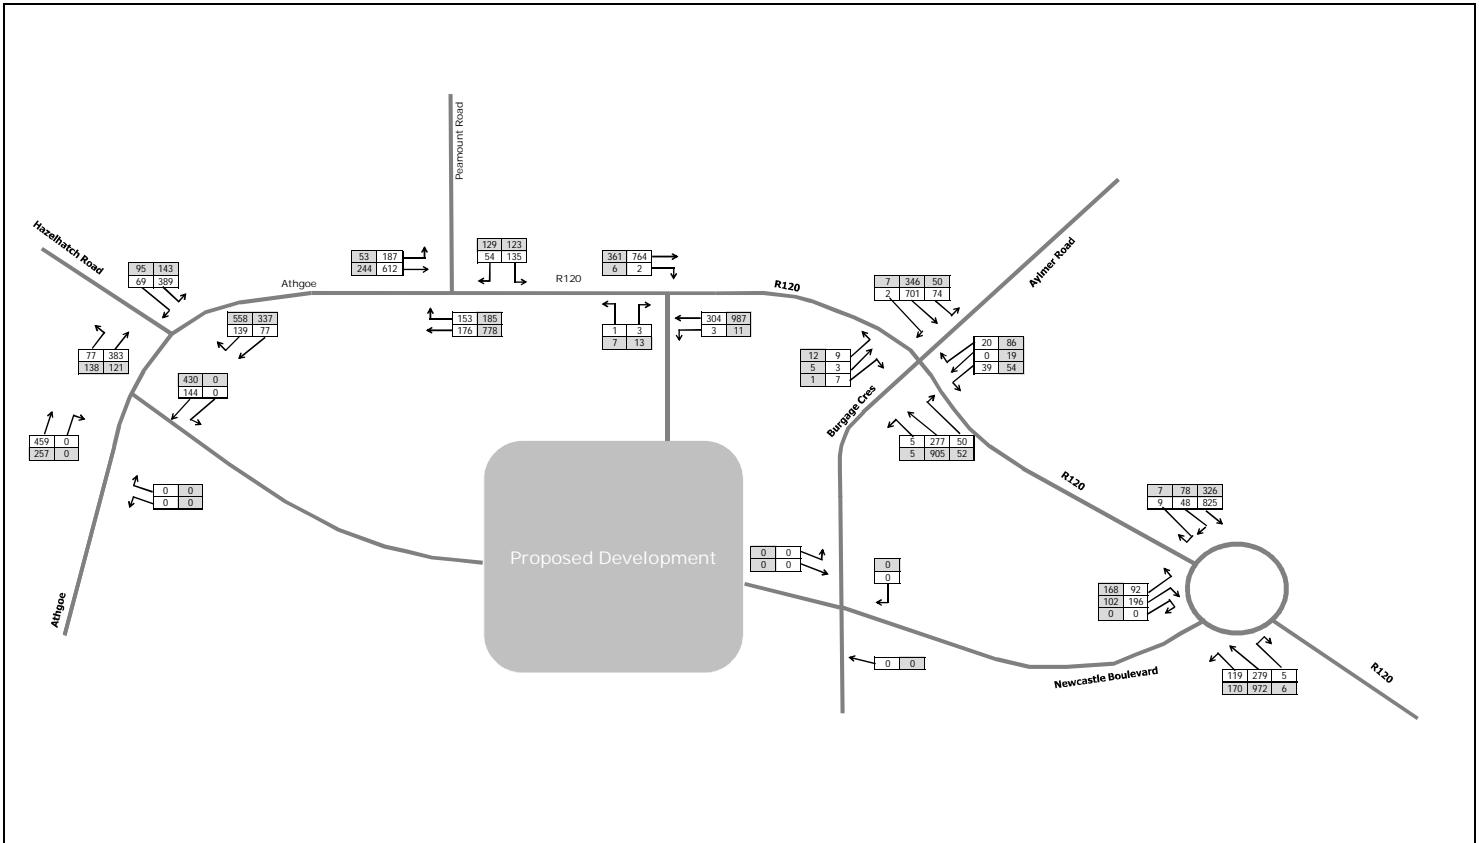 Peamount Road
Hazelhatch Road
Athgoe
R120
R120
Aylmer Road
95 143
69 389
53 187
244 612
129 123
54 135
361 764
6 2
7 346 50
2 701 74
558 337
139 77
153 185
176 778
1 3
7 13
304 987
3 11
77 383
138 121
12 9
5 3
1 7
20 86
0 19
39 54
430 0
144 0
Burgage Cres
459 0
257 0
5 277 50
5 905 52
R120
0 0
0 0
7 78 326
9 48 825
Proposed Development
0 0
0 0
0
0
168 92
102 196
0 0
Athgoe
0 0
Newcastle Boulevard
119 279 5
170 972 6
R120